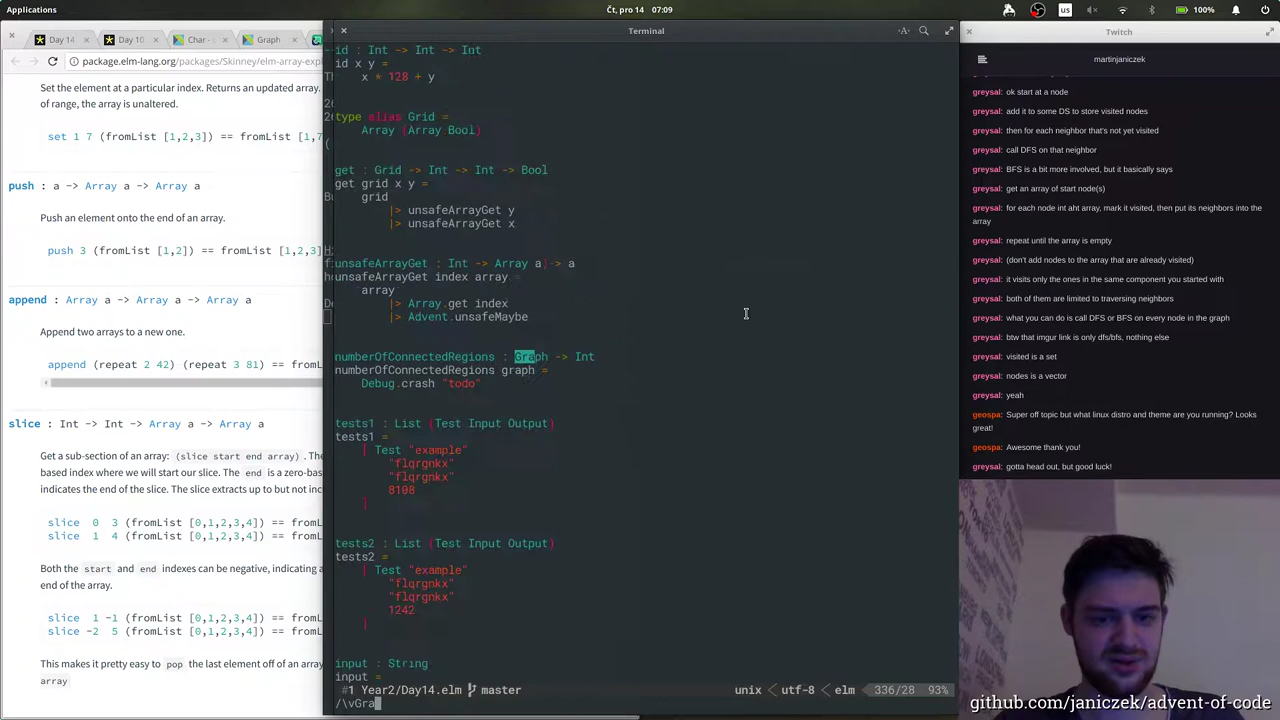 Applications
Čt, pro 14 07:09
us
100%
Day 14
Day 10
Char - s
Graph
package.elm-lang.org/packages/Skinney/elm-array-exp
Set the element at a particular index. Returns an updated array.
of range, the array is unaltered.
set 1 7 (fromList [1,2,3]) == fromList [1,7
push : a -> Array a -> Array a
Push an element onto the end of an array.
push 3 (fromList [1,2]) == fromList [1,2,3]
append : Array a -> Array a -> Array a
Append two arrays to a new one.
append (repeat 2 42) (repeat 3 81) == fromList
slice : Int -> Int -> Array a -> Array a
Get a sub-section of an array: (slice start end array) .The
based index where we will start our slice. The end is a zero-bas
indicates the end of the slice. The slice extracts up to but not inc
slice 0 3 (fromList [0,1,2,3,4]) == fromL
slice 1 4 (fromList [0,1,2,3,4]) == fromL
Both the start and end indexes can be negative, indicating a
end of the array.
slice 1 -1 (fromList [0,1,2,3,4]) == fromL
slice -2 5 (fromList [0,1,2,3,4]) == fromL
This makes it pretty easy to pop the last element off of an arra
array
Terminal
id : Int -> Int -> Int
id x y =
x * 128 + y
type alias Grid =
Array (Array.Bool)
get : Grid -> Int -> Int -> Bool
get grid x y =
grid
|> unsafeArrayGet y
|> unsafeArrayGet x
unsafeArrayGet : Int -> Array a -> a
unsafeArrayGet index array =
array
|> Array.get index
|> Advent.unsafeMaybe
numberOfConnectedRegions : Graph -> Int
numberOfConnectedRegions graph =
Debug.crash "todo"
tests1 : List (Test Input Output)
tests1 =
[ Test "example"
"flqrgnkx"
"flqrgnkx"
8108
]
tests2 : List (Test Input Output)
tests2 =
[ Test "example"
"flqrgnkx"
"flqrgnkx"
1242
]
input : String
input =
#1 Year2/Day14.elm master
unix < utf-8 < elm 336/28 93%
/\vGra
Twitch
martinjaniczek
greysal: ok start at a node
greysal: add it to some DS to store visited nodes
greysal: then for each neighbor that's not yet visited
greysal: call DFS on that neighbor
greysal: BFS is a bit more involved, but it basically says
greysal: get an array of start node(s)
greysal: for each node int aht array, mark it visited, then put its neighbors into the
array
greysal: repeat until the array is empty
greysal: (don't add nodes to the array that are already visited)
greysal: it visits only the ones in the same component you started with
greysal: both of them are limited to traversing neighbors
greysal: what you can do is call DFS or BFS on every node in the graph
greysal: btw that imgur link is only dfs/bfs, nothing else
greysal: visited is a set
greysal: nodes is a vector
greysal: yeah
geospa: Super off topic but what linux distro and theme are you running? Looks
great!
geospa: Awesome thank you!
greysal: gotta head out, but good luck!
github.com/janiczek/advent-of-code